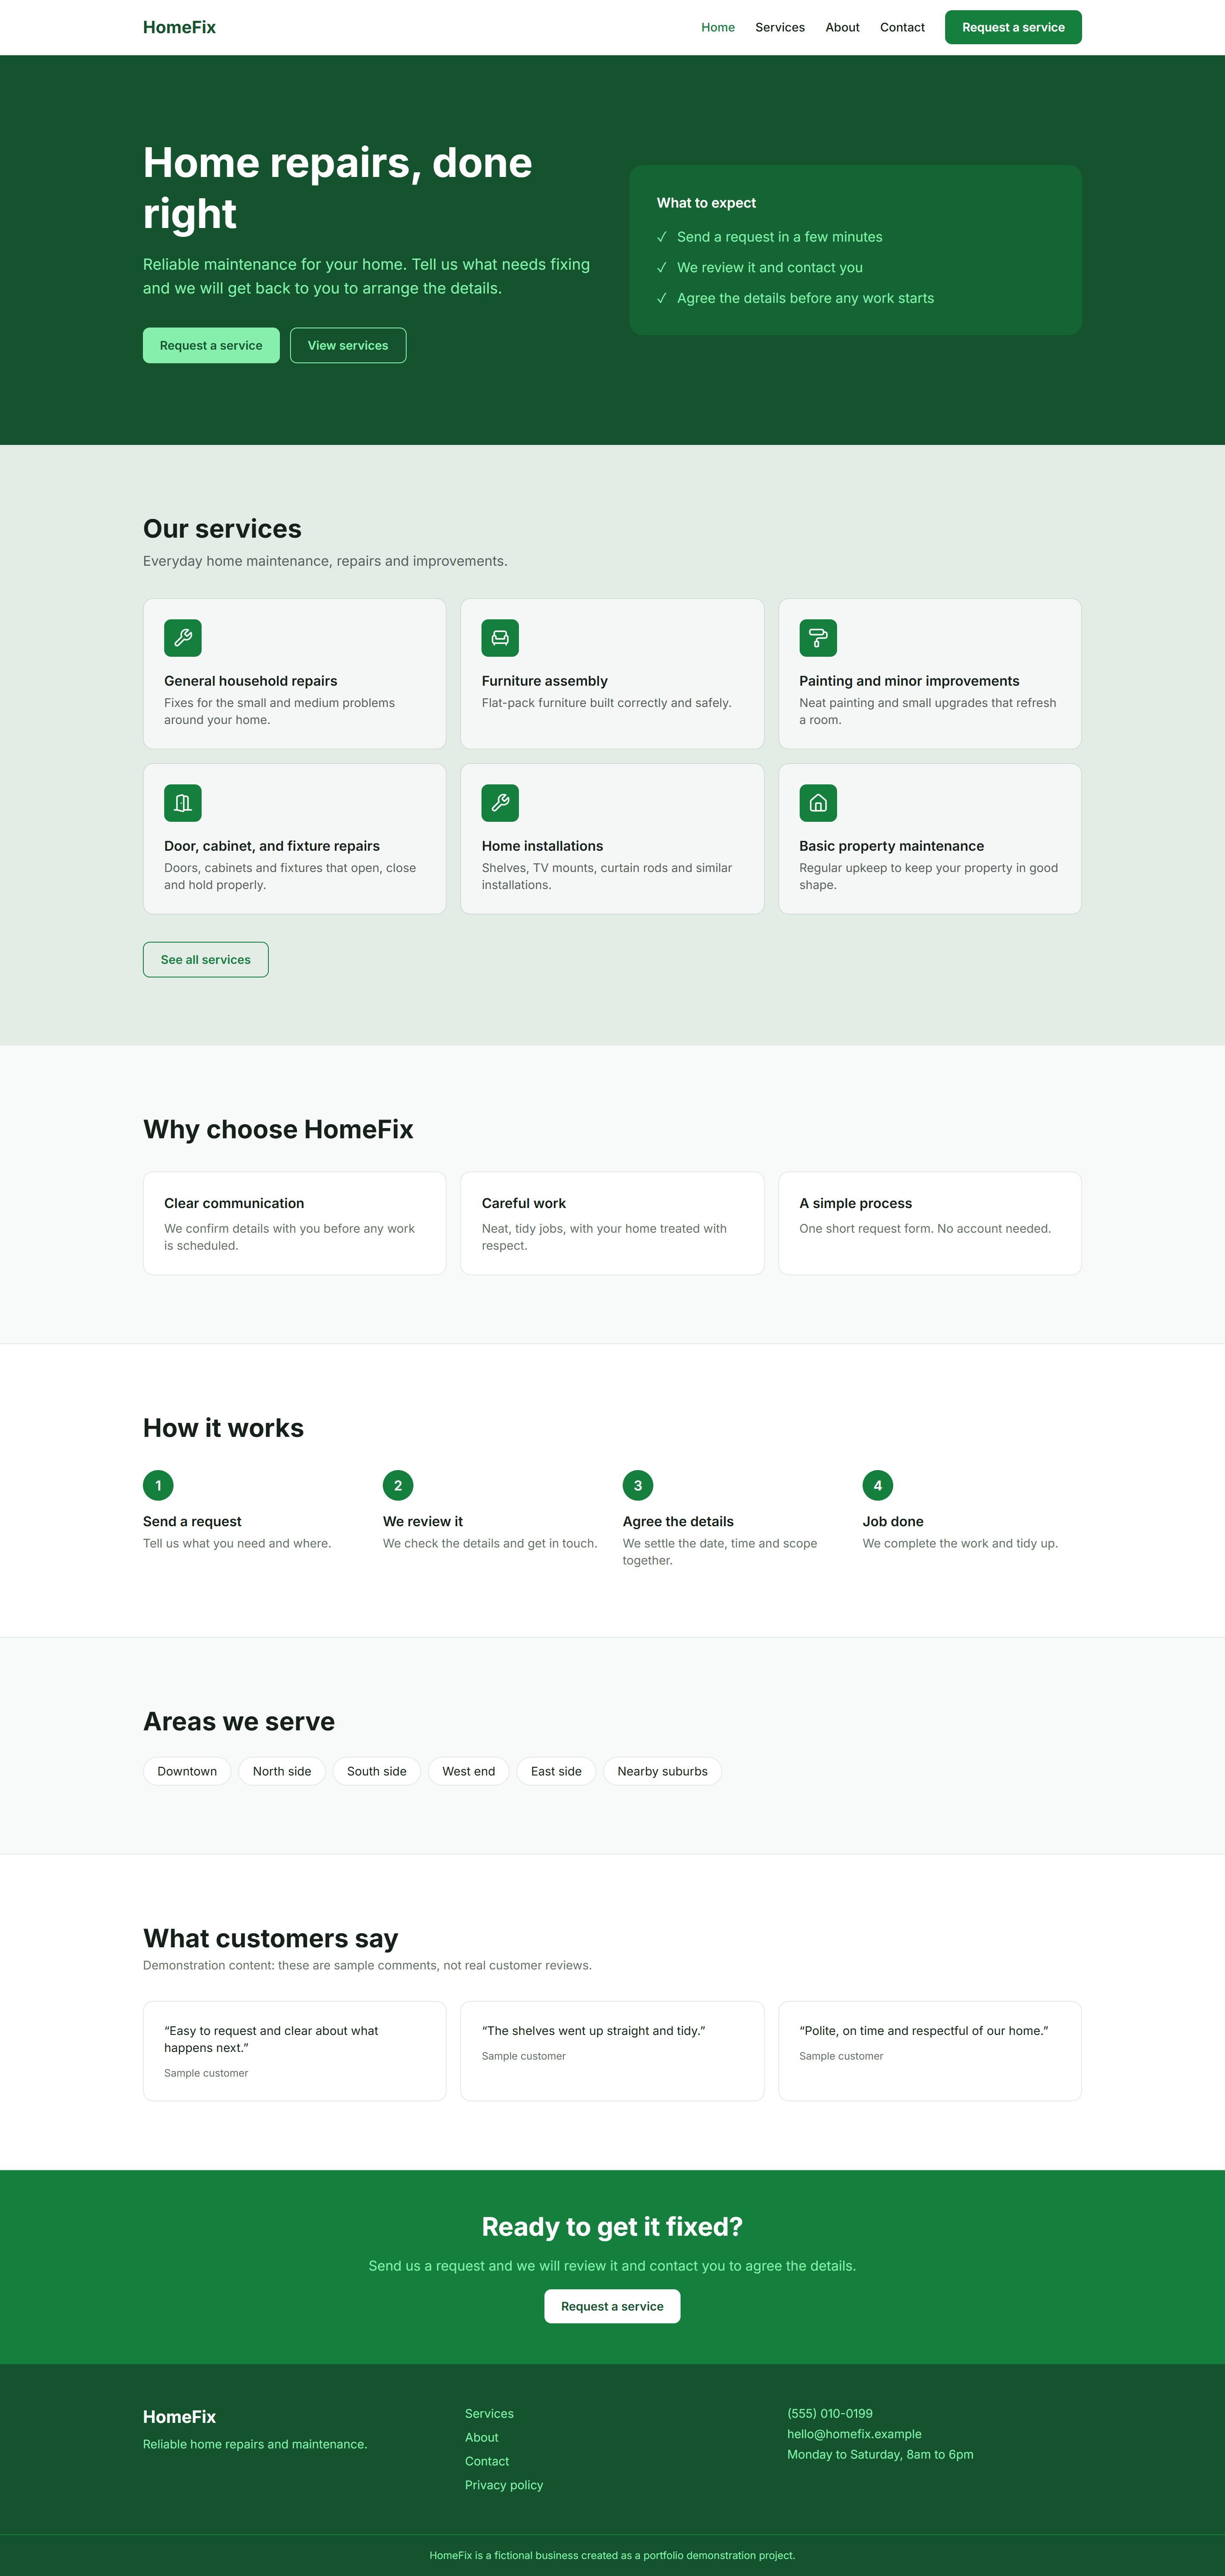 HomeFix
Home
Services
About
Contact
Request a service
Home repairs, done
right
Reliable maintenance for your home. Tell us what needs fixing
and we will get back to you to arrange the details.
Request a service
View services
What to expect
✓ Send a request in a few minutes
✓ We review it and contact you
✓ Agree the details before any work starts
Our services
Everyday home maintenance, repairs and improvements.
General household repairs
Fixes for the small and medium problems
around your home.
Furniture assembly
Flat-pack furniture built correctly and safely.
Painting and minor improvements
Neat painting and small upgrades that refresh
a room.
Door, cabinet, and fixture repairs
Doors, cabinets and fixtures that open, close
and hold properly.
Home installations
Shelves, TV mounts, curtain rods and similar
installations.
Basic property maintenance
Regular upkeep to keep your property in good
shape.
See all services
Why choose HomeFix
Clear communication
We confirm details with you before any work
is scheduled.
Careful work
Neat, tidy jobs, with your home treated with
respect.
A simple process
One short request form. No account needed.
How it works
1
Send a request
Tell us what you need and where.
2
We review it
We check the details and get in touch.
3
Agree the details
We settle the date, time and scope
together.
4
Job done
We complete the work and tidy up.
Areas we serve
Downtown
North side
South side
West end
East side
Nearby suburbs
What customers say
Demonstration content: these are sample comments, not real customer reviews.
“Easy to request and clear about what
happens next.”
Sample customer
“The shelves went up straight and tidy.”
Sample customer
“Polite, on time and respectful of our home.”
Sample customer
Ready to get it fixed?
Send us a request and we will review it and contact you to agree the details.
Request a service
HomeFix
Reliable home repairs and maintenance.
Services
About
Contact
Privacy policy
(555) 010-0199
hello@homefix.example
Monday to Saturday, 8am to 6pm
HomeFix is a fictional business created as a portfolio demonstration project.